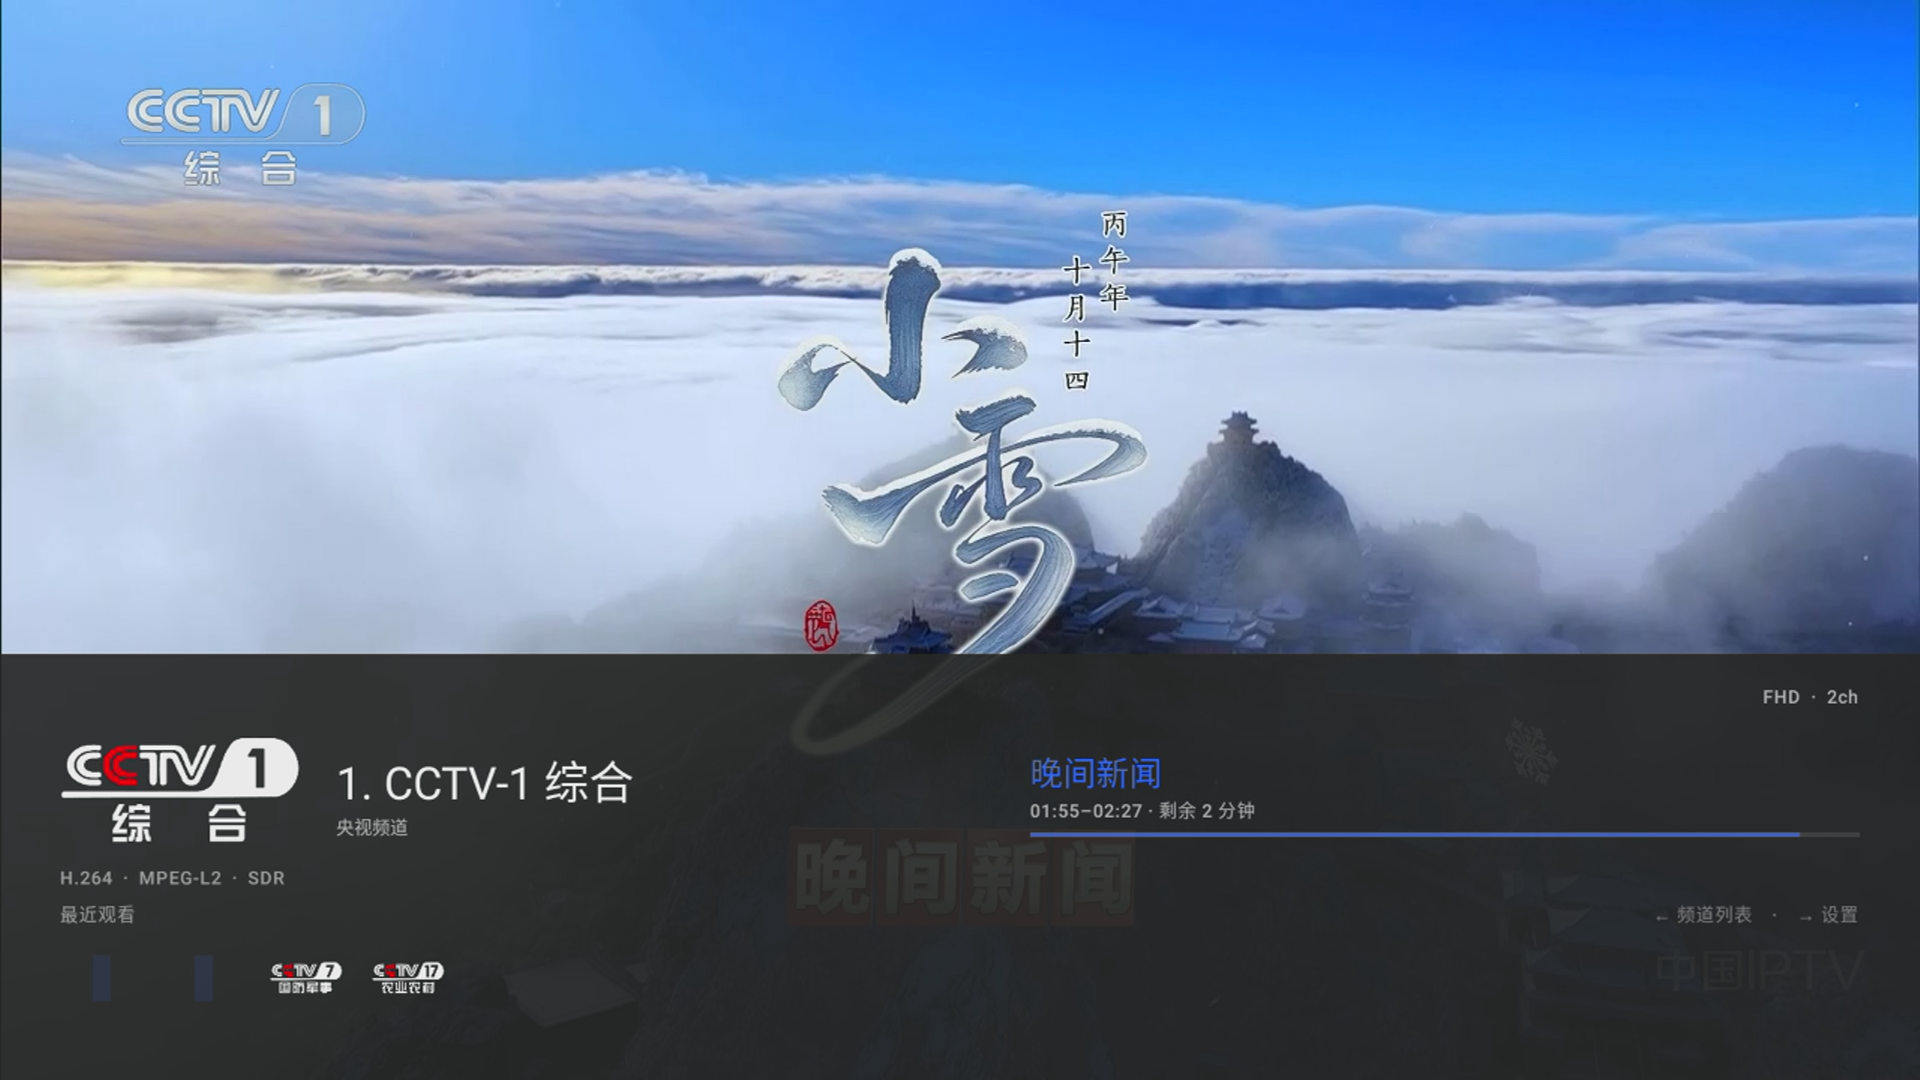 CCTV 1
综合
丙午年
十月十四
小雪
FHD · 2ch
CCTV 1
综合
1. CCTV-1 综合
央视频道
晚间新闻
01:55–02:27 · 剩余 2 分钟
晚间新闻
H.264 · MPEG-L2 · SDR
最近观看
← 频道列表 · → 设置
中国IPTV
CCTV 7
国防军事
CCTV 17
农业农村